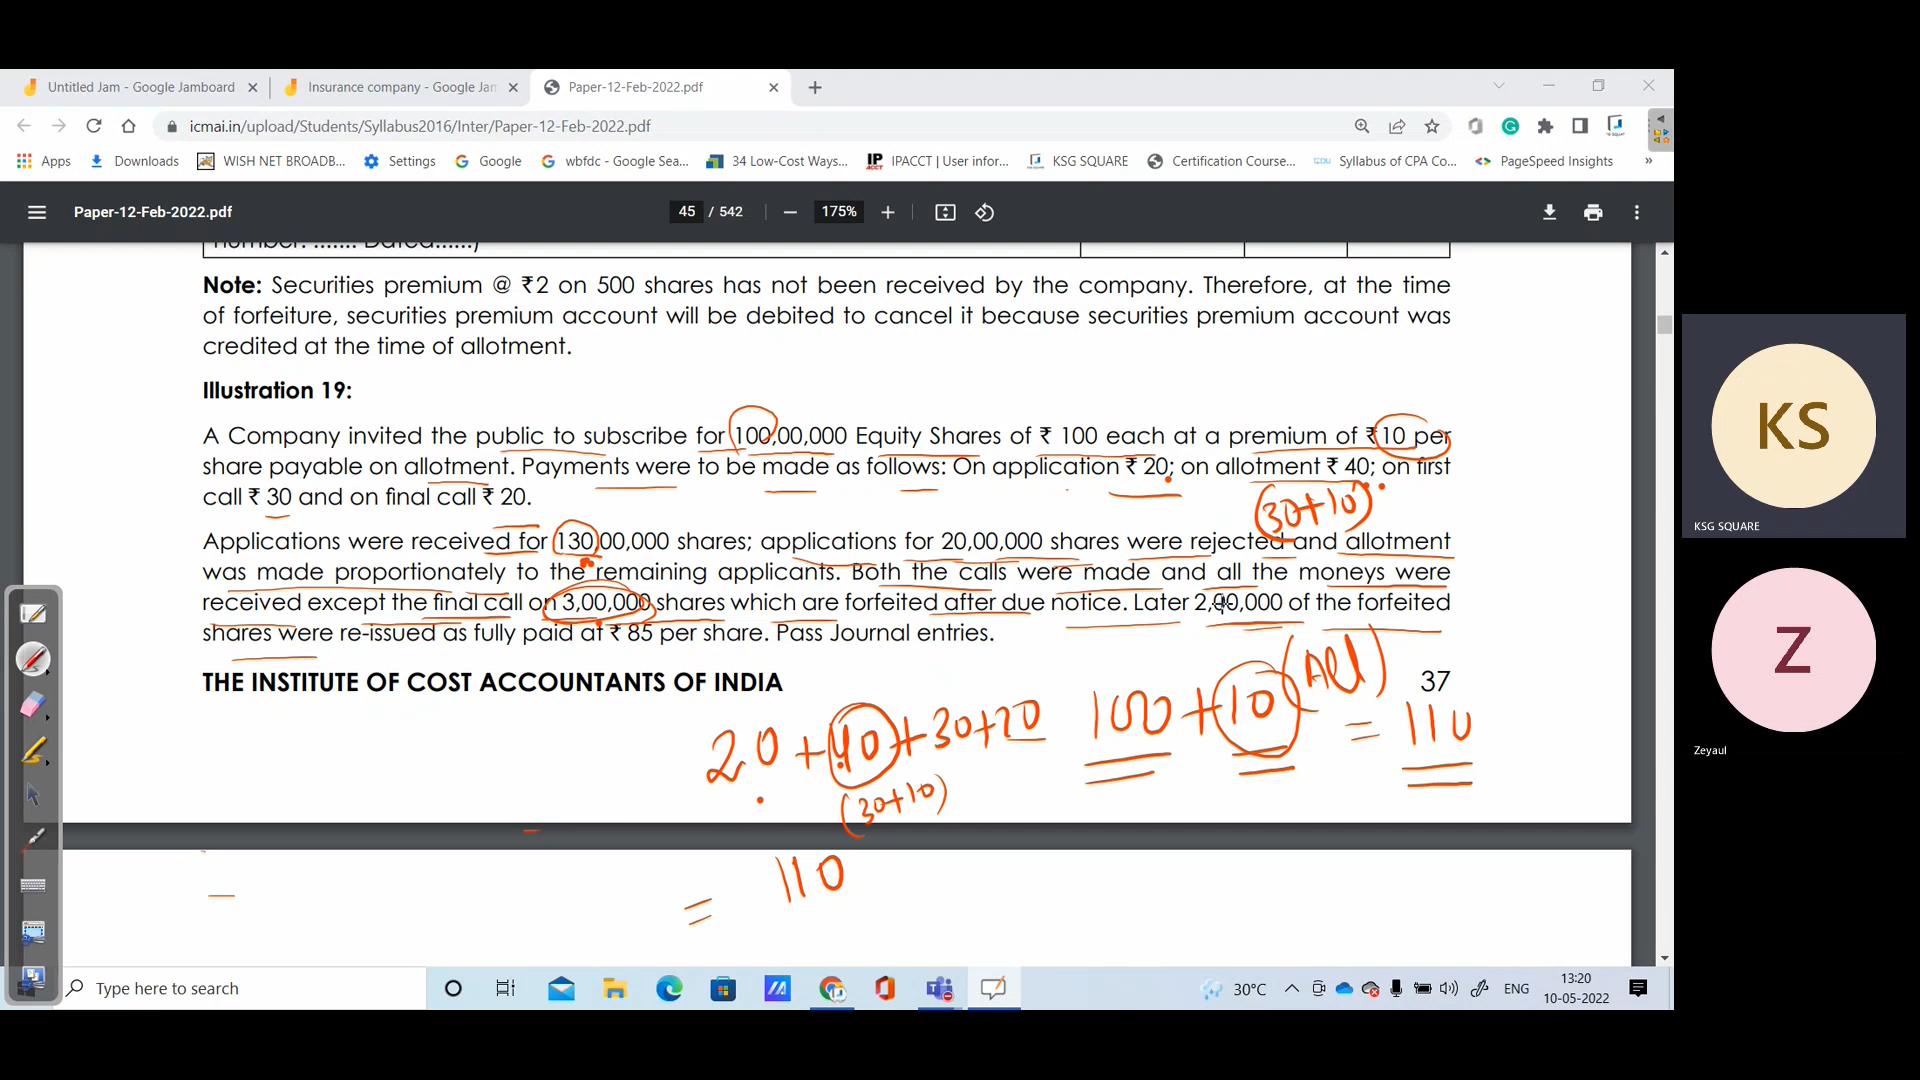 Untitled Jam - Google Jamboard
Insurance company - Google Jam
Paper-12-Feb-2022.pdf
icmai.in/upload/Students/Syllabus2016/Inter/Paper-12-Feb-2022.pdf
Apps Downloads WISH NET BROADB... Settings Google wbfdc - Google Sea... 34 Low-Cost Ways... IPACCT | User infor... KSG SQUARE Certification Course... Syllabus of CPA Co... PageSpeed Insights »
Paper-12-Feb-2022.pdf 45 / 542 175%
number: ....... Dated......)
Note: Securities premium @ ₹2 on 500 shares has not been received by the company. Therefore, at the time
of forfeiture, securities premium account will be debited to cancel it because securities premium account was
credited at the time of allotment.
Illustration 19:
A Company invited the public to subscribe for 100,00,000 Equity Shares of ₹ 100 each at a premium of ₹10 per
share payable on allotment. Payments were to be made as follows: On application ₹ 20; on allotment ₹ 40; on first
call ₹ 30 and on final call ₹ 20.
(30+10)
Applications were received for 130,00,000 shares; applications for 20,00,000 shares were rejected and allotment
was made proportionately to the remaining applicants. Both the calls were made and all the moneys were
received except the final call on 3,00,000 shares which are forfeited after due notice. Later 2,00,000 of the forfeited
shares were re-issued as fully paid at ₹ 85 per share. Pass Journal entries.
THE INSTITUTE OF COST ACCOUNTANTS OF INDIA 37
20 + 40 + 30 + 20 100 + 10 (All) = 110
(30+10)
= 110
KS
KSG SQUARE
Z
Zeyaul
Type here to search
30°C ENG 13:20
10-05-2022